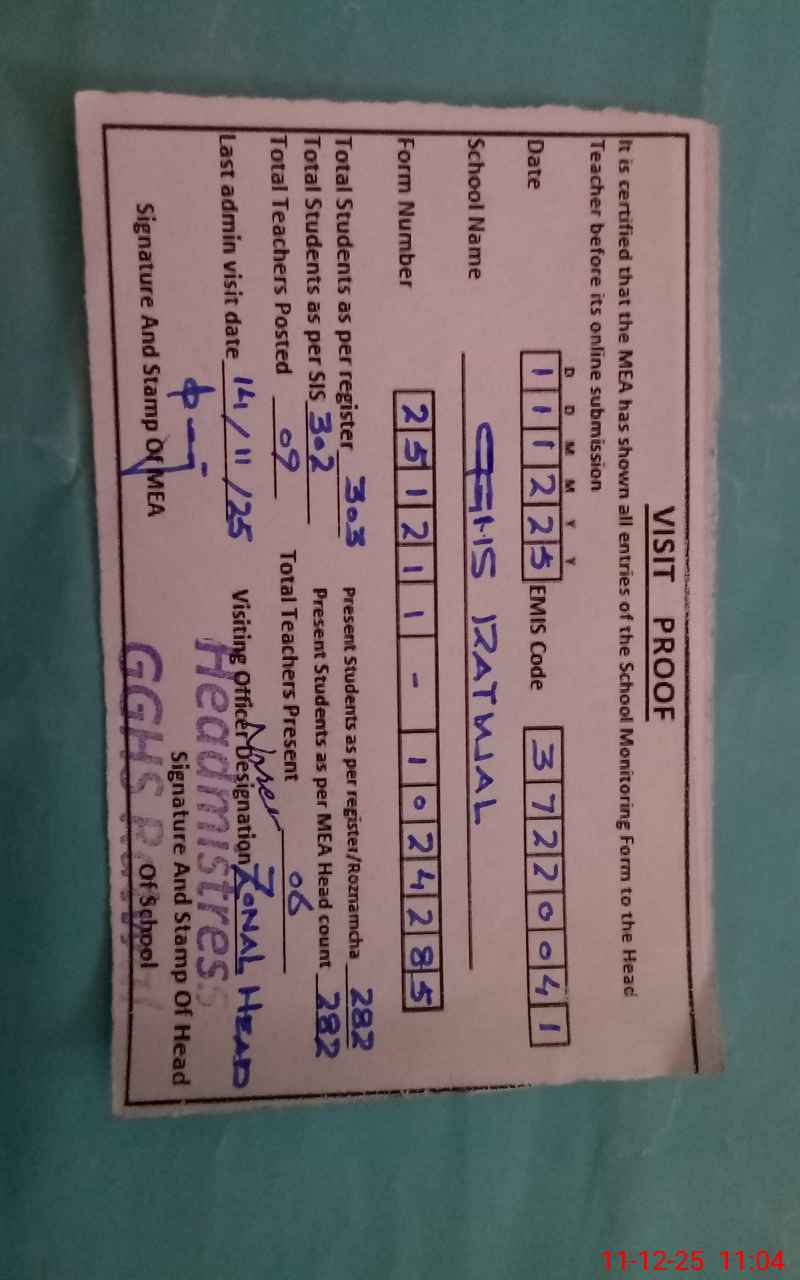 VISIT PROOF
It is certified that the MEA has shown all entries of the School Monitoring Form to the Head
Teacher before its online submission
D D M M Y Y
Date 1 1 1 2 2 5 EMIS Code 3 7 2 2 0 0 4 1
School Name GGHS RATWAL
Form Number 2 5 1 2 1 1 - 1 0 2 4 2 8 5
Total Students as per register 303 Present Students as per register/Roznamcha 282
Total Students as per SIS 302 Present Students as per MEA Head count 282
Total Teachers Posted 09 Total Teachers Present 06
Last admin visit date 14/11/25 Visiting Officer Designation ZONAL HEAD
Signature And Stamp Of MEA Signature And Stamp Of Head
Of School
Headmistress
GGHS
11-12-25 11:04